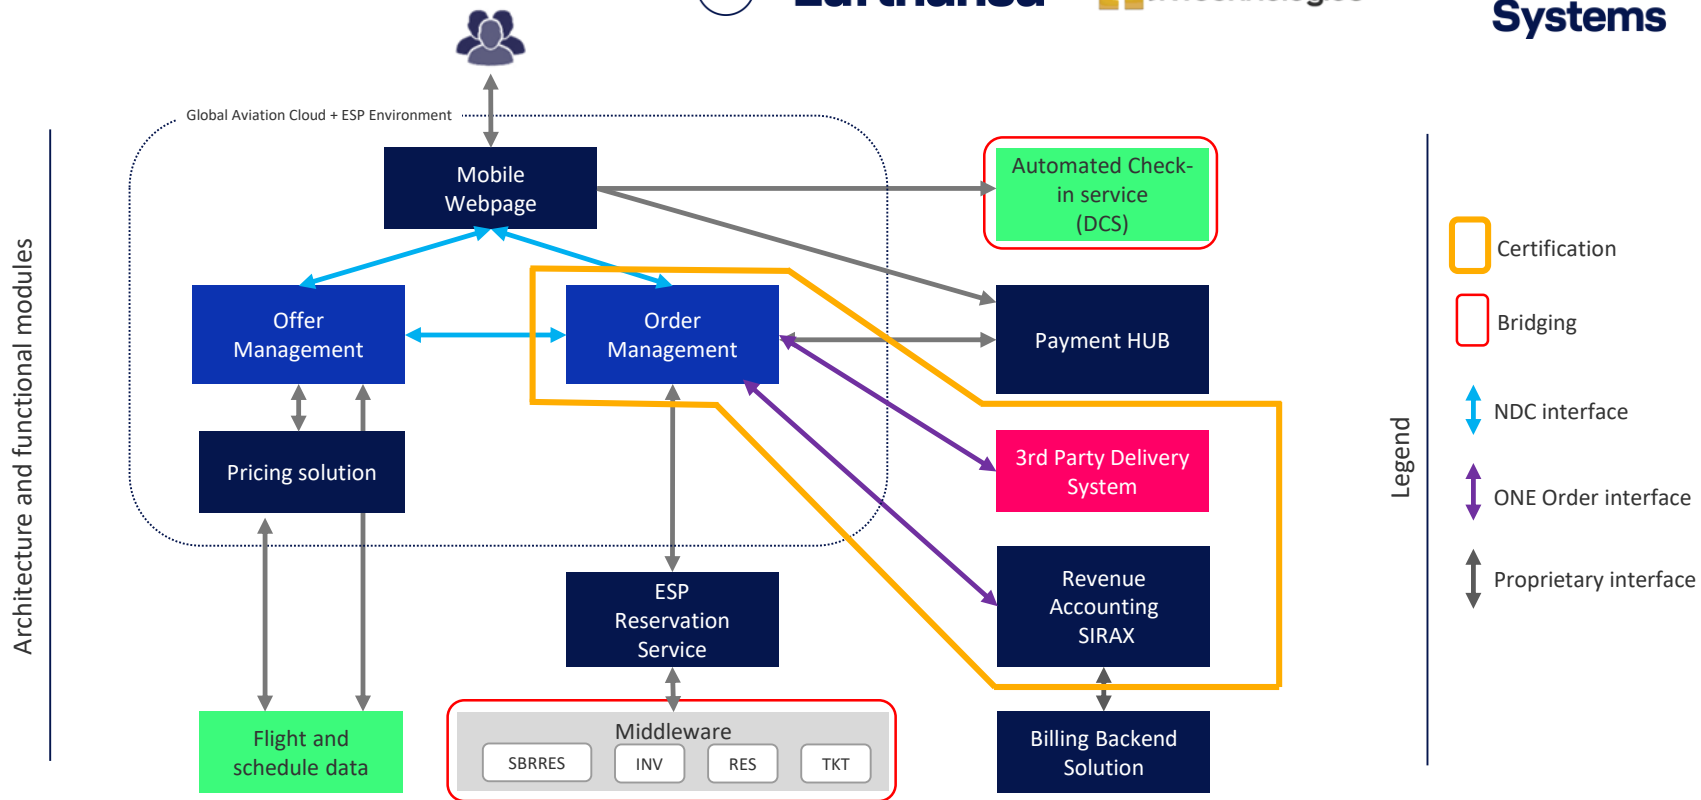 Systems
Global Aviation Cloud + ESP Environment
Mobile
Webpage
Automated Check-
in service
(DCS)
Offer
Management
Order
Management
Payment HUB
Pricing solution
3rd Party Delivery
System
ESP
Reservation
Service
Revenue
Accounting
SIRAX
Flight and
schedule data
Middleware
SBRRES
INV
RES
TKT
Billing Backend
Solution
Architecture and functional modules
Legend
Certification
Bridging
NDC interface
ONE Order interface
Proprietary interface